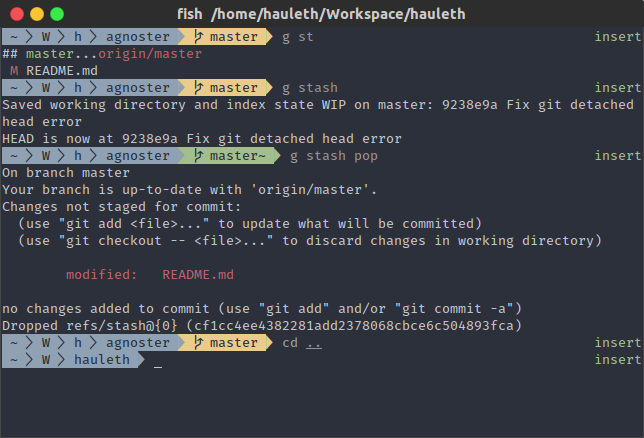 fish /home/hauleth/Workspace/hauleth
~ W h agnoster master g st insert
## master...origin/master
 M README.md
~ W h agnoster master g stash insert
Saved working directory and index state WIP on master: 9238e9a Fix git detached
head error
HEAD is now at 9238e9a Fix git detached head error
~ W h agnoster master~ g stash pop insert
On branch master
Your branch is up-to-date with 'origin/master'.
Changes not staged for commit:
  (use "git add <file>..." to update what will be committed)
  (use "git checkout -- <file>..." to discard changes in working directory)
        modified:   README.md
no changes added to commit (use "git add" and/or "git commit -a")
Dropped refs/stash@{0} (cf1cc4ee4382281add2378068cbce6c504893fca)
~ W h agnoster master cd .. insert
~ W hauleth _ insert